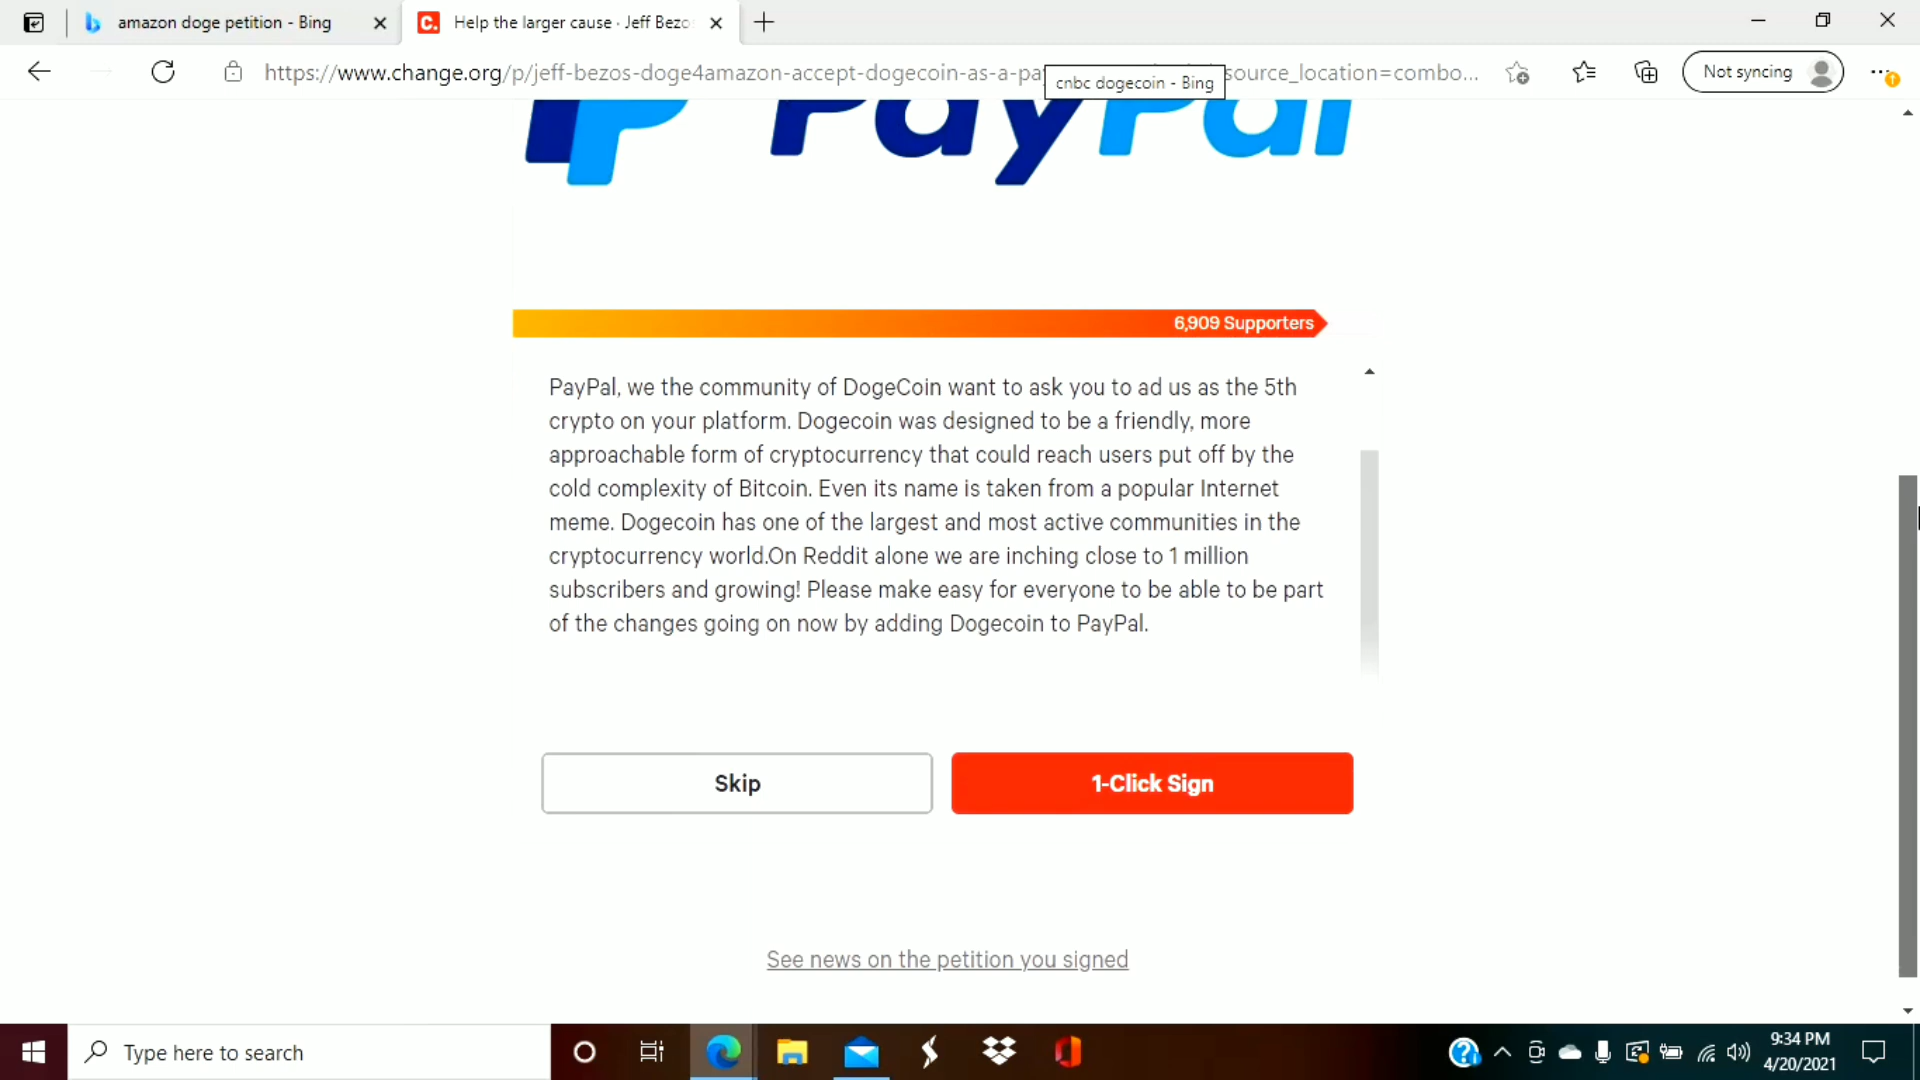 amazon doge petition - Bing
Help the larger cause · Jeff Bezo
https://www.change.org/p/jeff-bezos-doge4amazon-accept-dogecoin-as-a-pa
source_location=combo...
Not syncing
cnbc dogecoin - Bing
PayPal
6,909 Supporters
PayPal, we the community of DogeCoin want to ask you to ad us as the 5th
crypto on your platform. Dogecoin was designed to be a friendly, more
approachable form of cryptocurrency that could reach users put off by the
cold complexity of Bitcoin. Even its name is taken from a popular Internet
meme. Dogecoin has one of the largest and most active communities in the
cryptocurrency world.On Reddit alone we are inching close to 1 million
subscribers and growing! Please make easy for everyone to be able to be part
of the changes going on now by adding Dogecoin to PayPal.
Skip
1-Click Sign
See news on the petition you signed
Type here to search
9:34 PM
4/20/2021